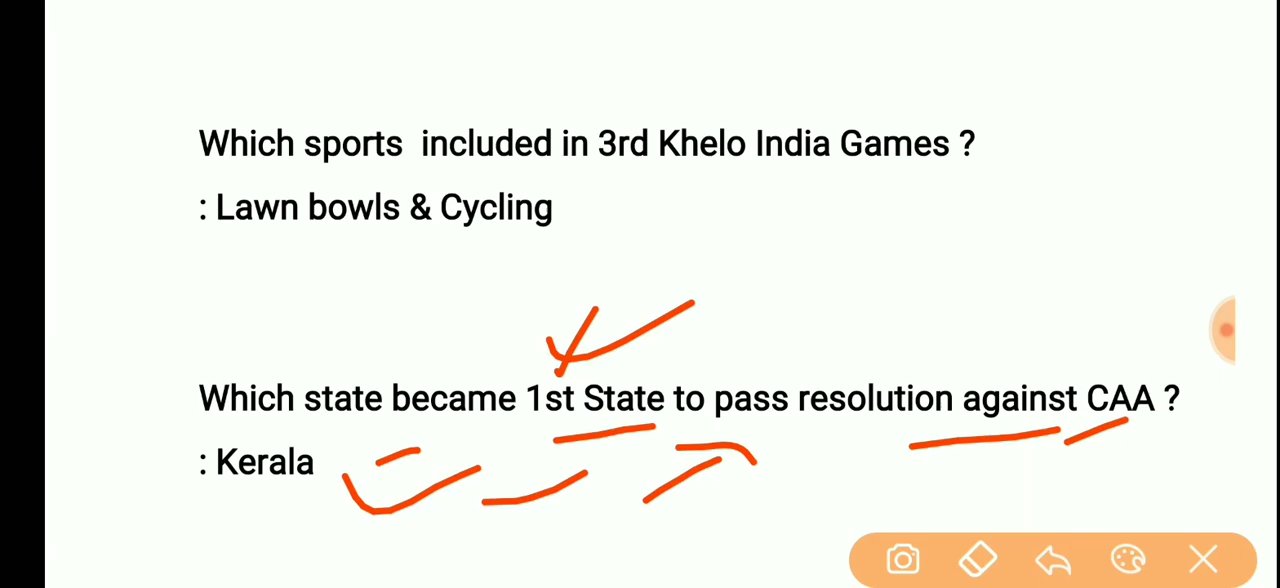 Which sports included in 3rd Khelo India Games ?
: Lawn bowls & Cycling
Which state became 1st State to pass resolution against CAA ?
: Kerala